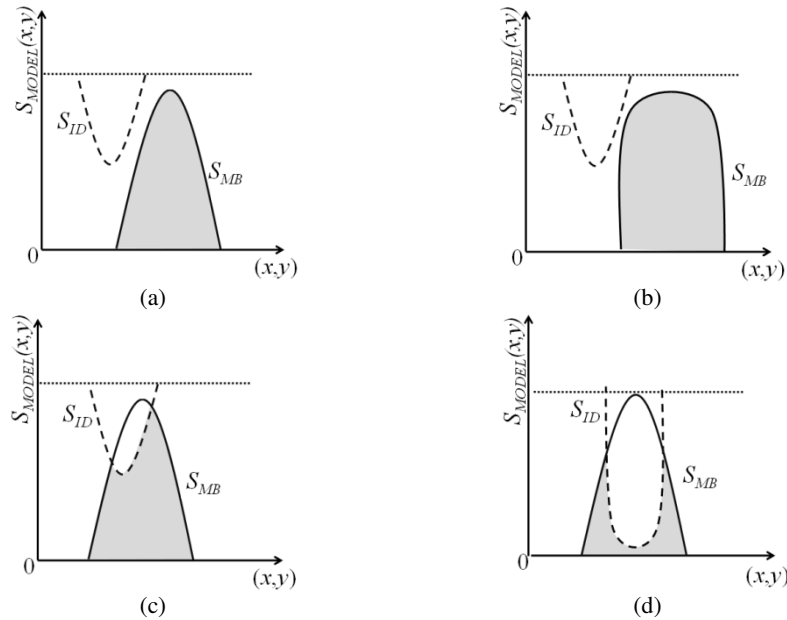 S_MODEL(x,y)
S_ID
S_MB
0
(x,y)
(a)
S_MODEL(x,y)
S_ID
S_MB
0
(x,y)
(b)
S_MODEL(x,y)
S_ID
S_MB
0
(x,y)
(c)
S_MODEL(x,y)
S_ID
S_MB
0
(x,y)
(d)